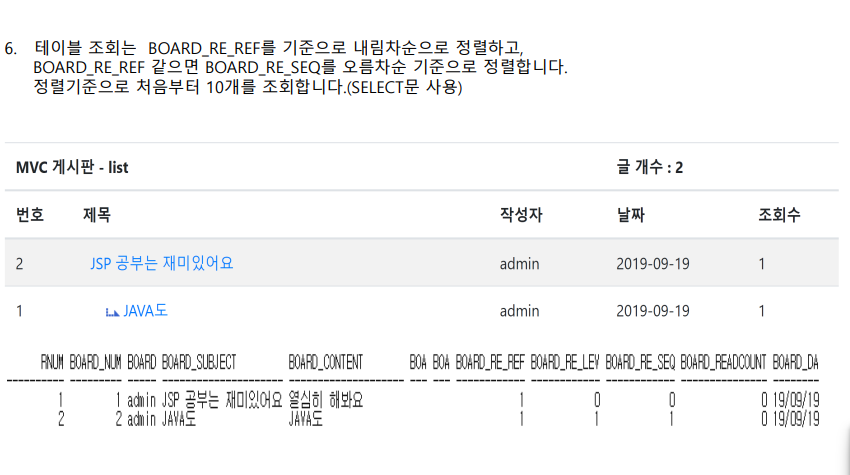 6. 테이블 조회는 BOARD_RE_REF를 기준으로 내림차순으로 정렬하고,
BOARD_RE_REF 같으면 BOARD_RE_SEQ를 오름차순 기준으로 정렬합니다.
정렬기준으로 처음부터 10개를 조회합니다.(SELECT문 사용)
MVC 게시판 - list 글 개수 : 2
번호 제목 작성자 날짜 조회수
2 JSP 공부는 재미있어요 admin 2019-09-19 1
1 JAVA도 admin 2019-09-19 1
RNUM BOARD_NUM BOARD BOARD_SUBJECT BOARD_CONTENT BOA BOA BOARD_RE_REF BOARD_RE_LEV BOARD_RE_SEQ BOARD_READCOUNT BOARD_DA
---------- ---------- ----- -------------------- -------------------- --- --- ------------ ------------ ------------ --------------- --------
1 1 admin JSP 공부는 재미있어요 열심히 해봐요 1 0 0 0 19/09/19
2 2 admin JAVA도 JAVA도 1 1 1 0 19/09/19